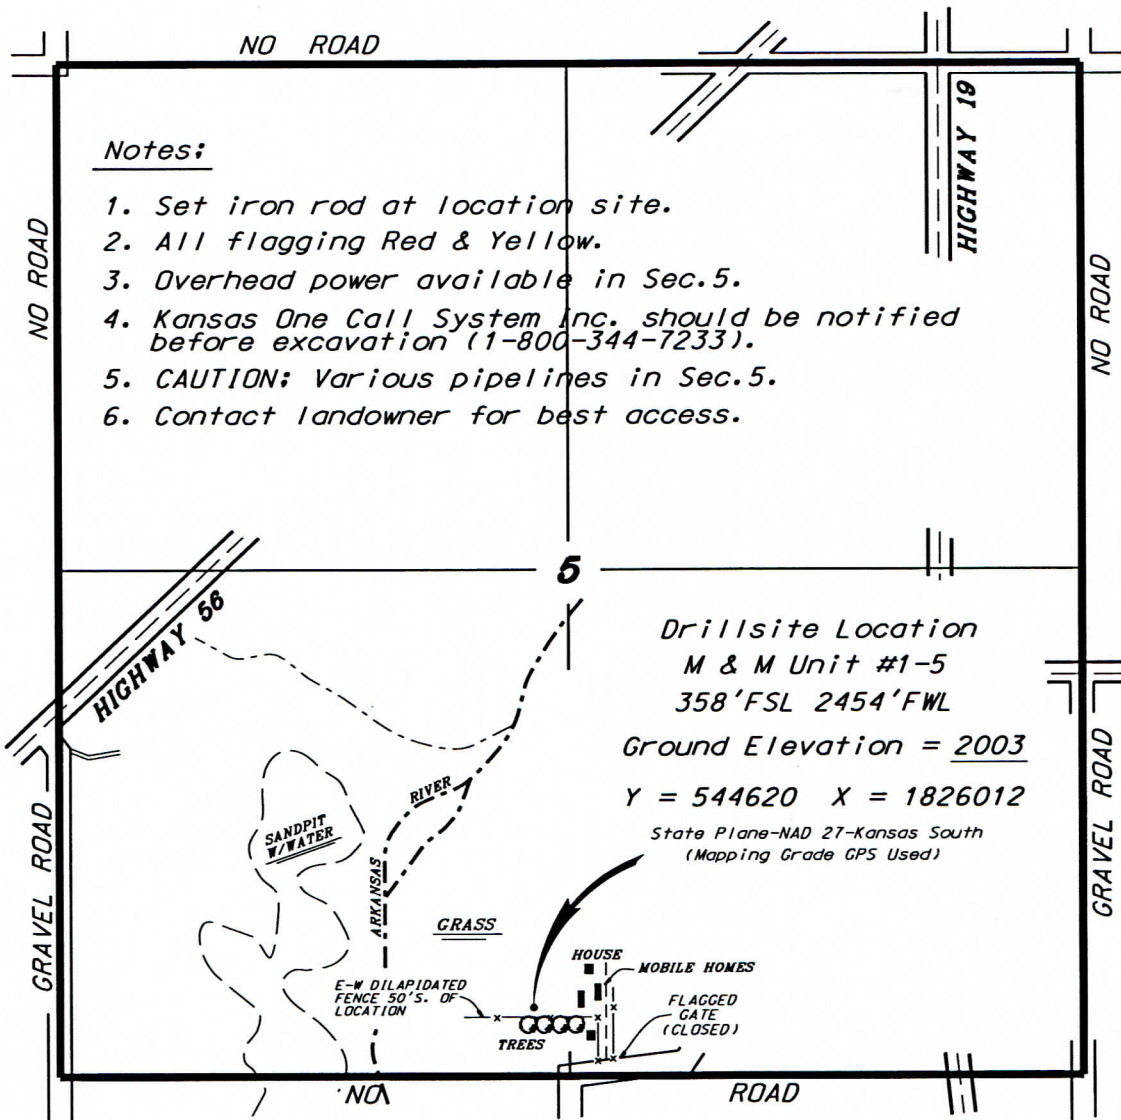 NO ROAD
HIGHWAY 19
NO ROAD
NO ROAD
Notes:
1. Set iron rod at location site.
2. All flagging Red & Yellow.
3. Overhead power available in Sec.5.
4. Kansas One Call System Inc. should be notified
before excavation (1-800-344-7233).
5. CAUTION: Various pipelines in Sec.5.
6. Contact landowner for best access.
5
HIGHWAY 56
Drillsite Location
M & M Unit #1-5
358'FSL 2454'FWL
Ground Elevation = 2003
Y = 544620 X = 1826012
State Plane-NAD 27-Kansas South
(Mapping Grade GPS Used)
RIVER
ARKANSAS
SANDPIT
W/WATER
GRAVEL ROAD
GRAVEL ROAD
GRASS
HOUSE
MOBILE HOMES
E-W DILAPIDATED
FENCE 50'S. OF
LOCATION
FLAGGED
GATE
(CLOSED)
TREES
NO ROAD